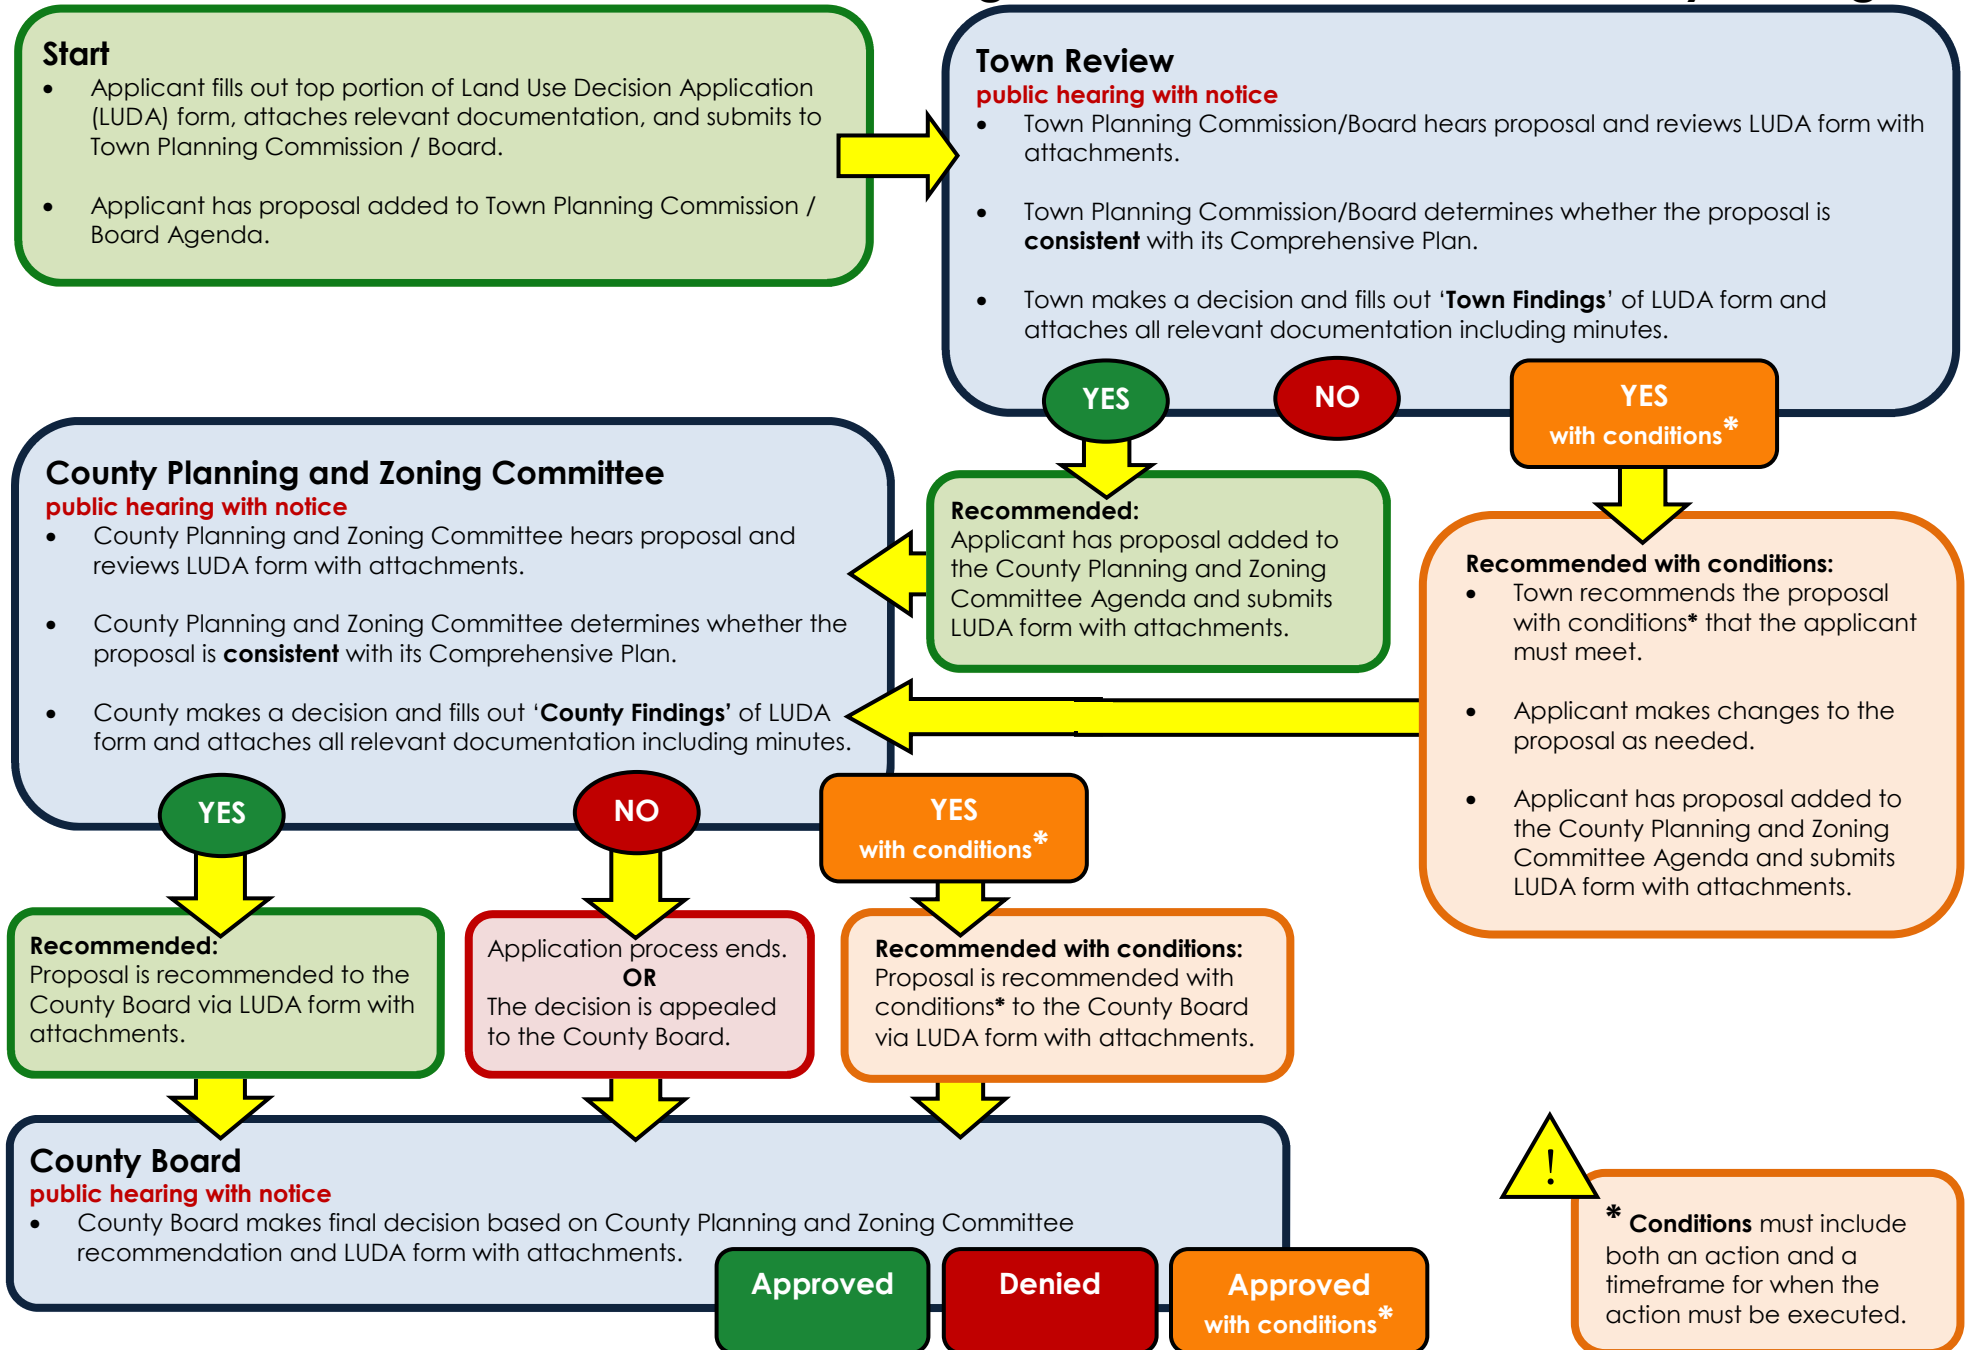 Start
• Applicant fills out top portion of Land Use Decision Application
(LUDA) form, attaches relevant documentation, and submits to
Town Planning Commission / Board.
• Applicant has proposal added to Town Planning Commission /
Board Agenda.
Town Review
public hearing with notice
• Town Planning Commission/Board hears proposal and reviews LUDA form with
attachments.
• Town Planning Commission/Board determines whether the proposal is
consistent with its Comprehensive Plan.
• Town makes a decision and fills out ‘Town Findings’ of LUDA form and
attaches all relevant documentation including minutes.
YES
NO
YES
with conditions*
Recommended:
Applicant has proposal added to
the County Planning and Zoning
Committee Agenda and submits
LUDA form with attachments.
Recommended with conditions:
• Town recommends the proposal
with conditions* that the applicant
must meet.
• Applicant makes changes to the
proposal as needed.
• Applicant has proposal added to
the County Planning and Zoning
Committee Agenda and submits
LUDA form with attachments.
County Planning and Zoning Committee
public hearing with notice
• County Planning and Zoning Committee hears proposal and
reviews LUDA form with attachments.
• County Planning and Zoning Committee determines whether the
proposal is consistent with its Comprehensive Plan.
• County makes a decision and fills out ‘County Findings’ of LUDA
form and attaches all relevant documentation including minutes.
YES
NO
YES
with conditions*
Recommended:
Proposal is recommended to the
County Board via LUDA form with
attachments.
Application process ends.
OR
The decision is appealed
to the County Board.
Recommended with conditions:
Proposal is recommended with
conditions* to the County Board
via LUDA form with attachments.
County Board
public hearing with notice
• County Board makes final decision based on County Planning and Zoning Committee
recommendation and LUDA form with attachments.
Approved
Denied
Approved
with conditions*
!
* Conditions must include
both an action and a
timeframe for when the
action must be executed.